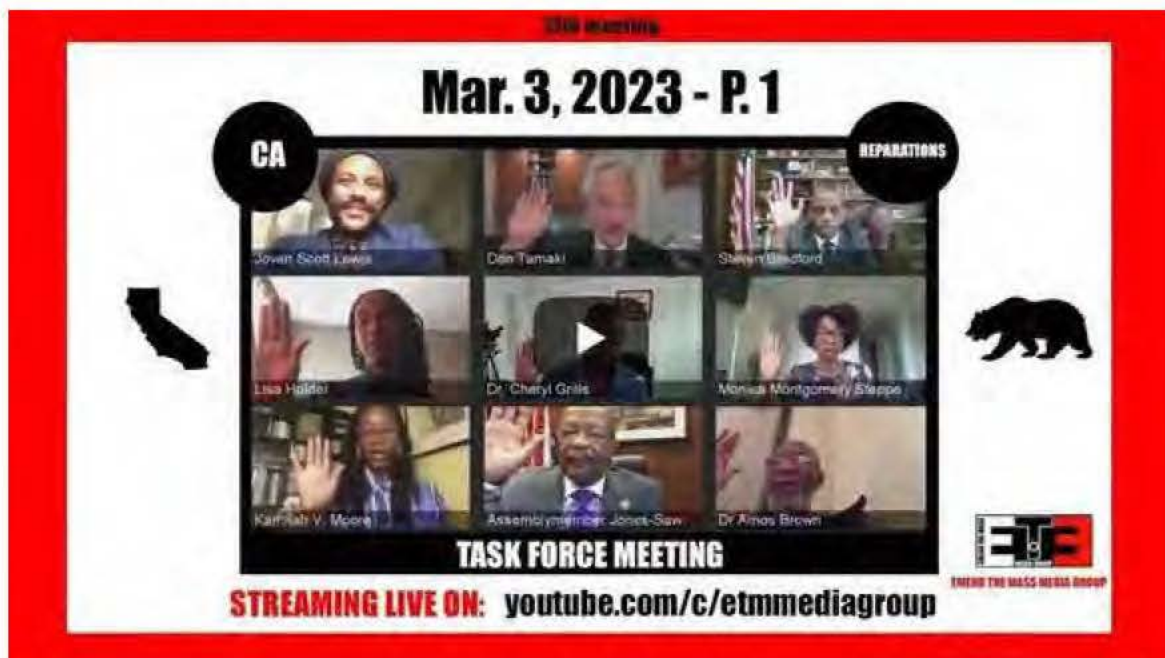 Mar. 3, 2023 - P. 1
CA
REPARATIONS
Jovan Scott Lewis
Don Tamaki
Steven Bradford
Lisa Holder
Dr. Cheryl Grills
Monica Montgomery Steppe
Kamilah V. Moore
Assemblymember Jones-Saw
Dr Amos Brown
TASK FORCE MEETING
ETM
EMEND THE MASS MEDIA GROUP
STREAMING LIVE ON: youtube.com/c/etmmediagroup